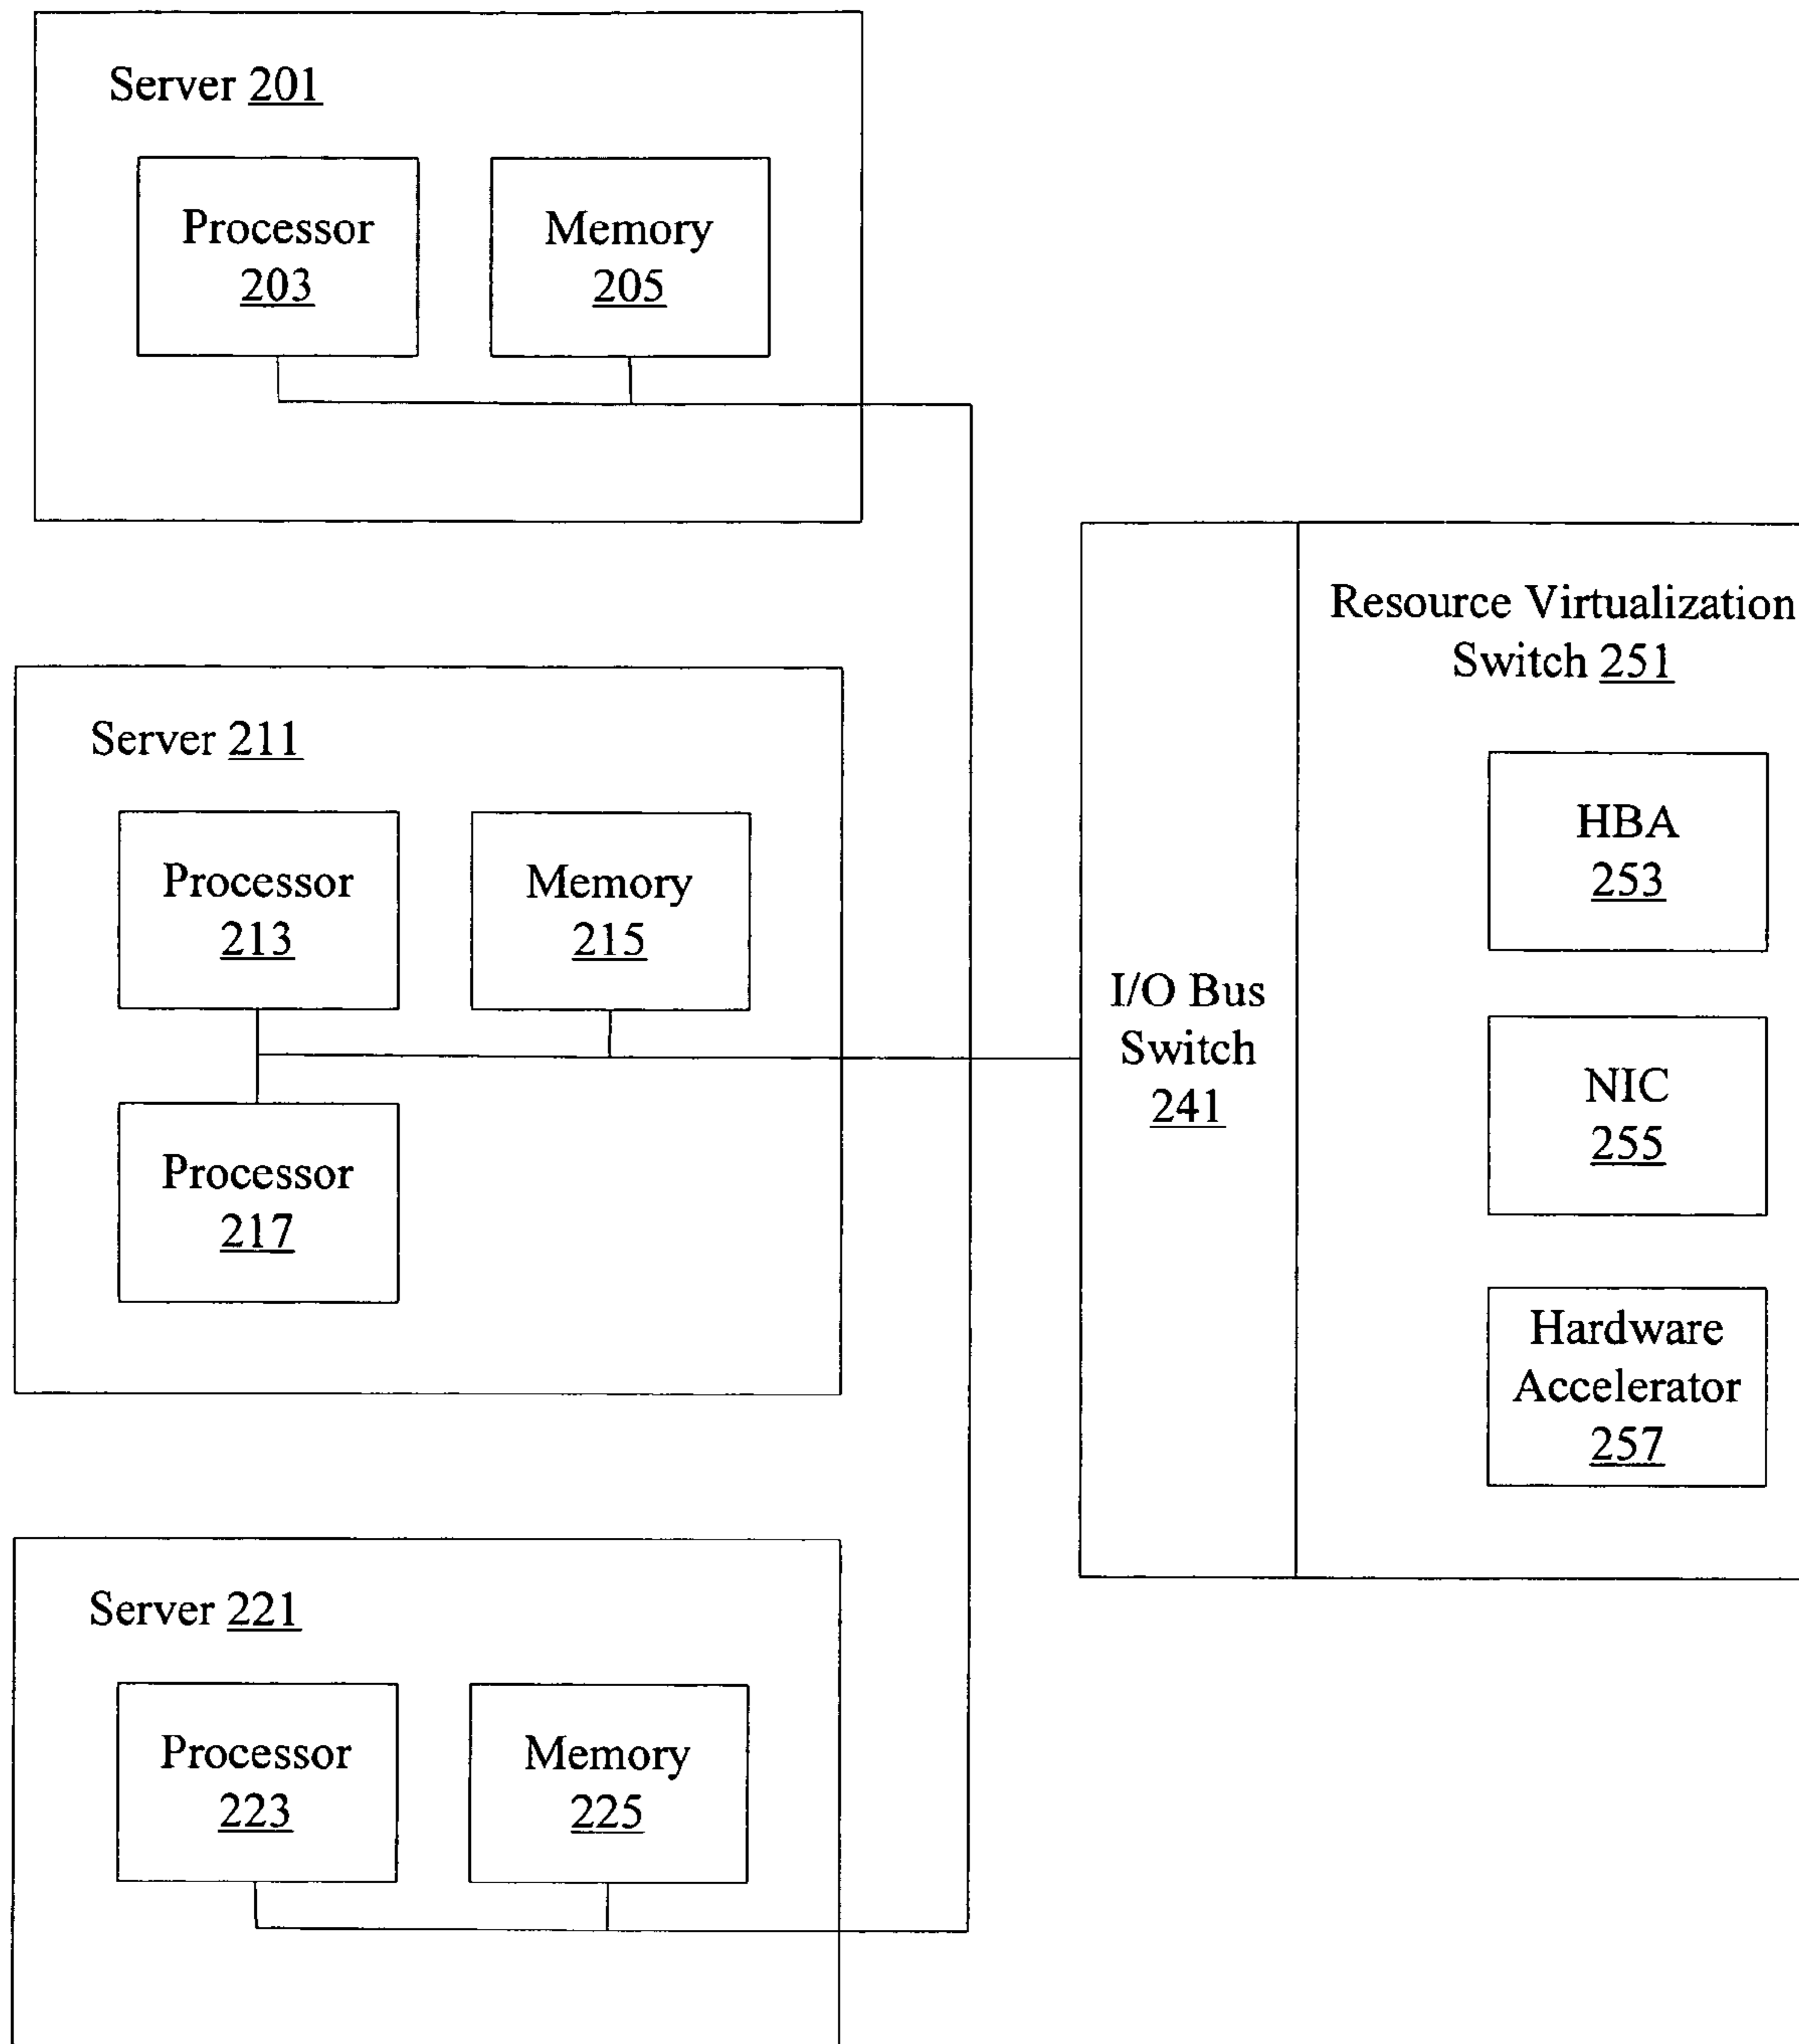 Server 201
Processor
203
Memory
205
Server 211
Processor
213
Memory
215
Processor
217
Server 221
Processor
223
Memory
225
I/O Bus
Switch
241
Resource Virtualization
Switch 251
HBA
253
NIC
255
Hardware
Accelerator
257